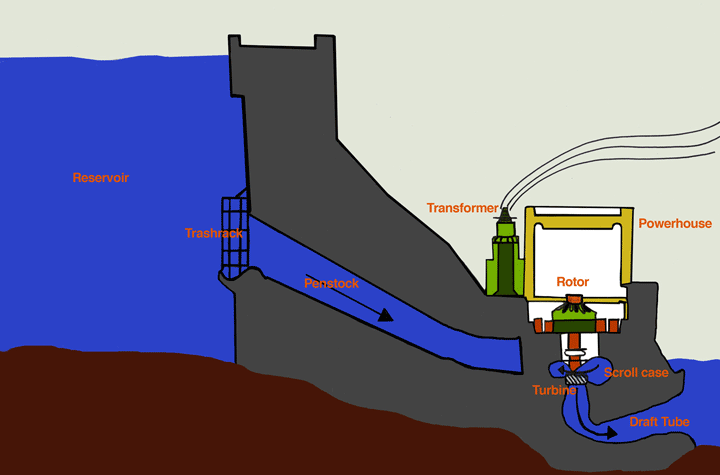 Reservoir
Transformer
Powerhouse
Trashrack
Penstock
Rotor
Scroll case
Turbine
Draft Tube